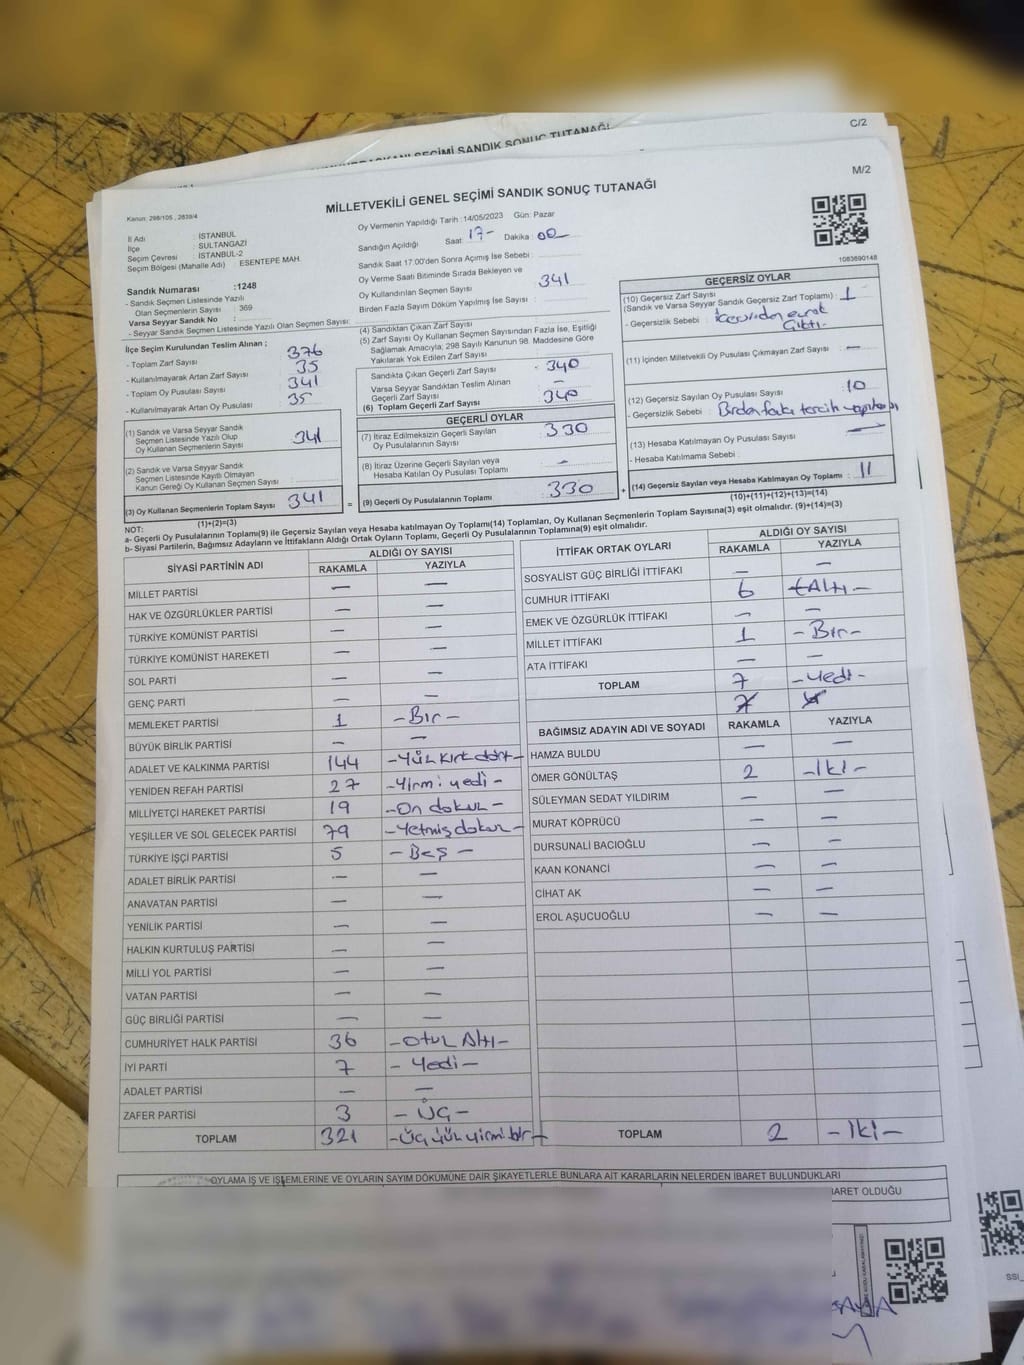 C/2
SEÇİMİ SANDIK SONUÇ TUTANAĞI
M/2
MİLLETVEKİLİ GENEL SEÇİMİ SANDIK SONUÇ TUTANAĞI
Kanun: 298/105 , 2839/4
Oy Vermenin Yapıldığı Tarih : 14/05/2023 Gün: Pazar
İl Adı : İSTANBUL
İlçe : SULTANGAZİ
Seçim Çevresi : İSTANBUL-2
Seçim Bölgesi (Mahalle Adı) : ESENTEPE MAH.
Sandığın Açıldığı Saat: 17- Dakika: 00
Sandık Saat 17.00'den Sonra Açımış İse Sebebi :
Oy Verme Saati Bitiminde Sırada Bekleyen ve
Oy Kullandırılan Seçmen Sayısı : 341
Birden Fazla Sayım Döküm Yapılmış İse Sayısı :
1083690148
Sandık Numarası :1248
- Sandık Seçmen Listesinde Yazılı
Olan Seçmenlerin Sayısı : 369
Varsa Seyyar Sandık No :
- Seyyar Sandık Seçmen Listesinde Yazılı Olan Seçmen Sayısı:
İlçe Seçim Kurulundan Teslim Alınan ;
- Toplam Zarf Sayısı : 376
- Kullanılmayarak Artan Zarf Sayısı : 35
- Toplam Oy Pusulası Sayısı : 341
- Kullanılmayarak Artan Oy Pusulası : 35
(1) Sandık ve Varsa Seyyar Sandık
Seçmen Listesinde Yazılı Olup
Oy Kullanan Seçmenlerin Sayısı : 341
(2) Sandık ve Varsa Seyyar Sandık
Seçmen Listesinde Kayıtlı Olmayan
Kanun Gereği Oy Kullanan Seçmen Sayısı :
(3) Oy Kullanan Seçmenlerin Toplam Sayısı : 341
(1)+(2)=(3)
(4) Sandıktan Çıkan Zarf Sayısı :
(5) Zarf Sayısı Oy Kullanan Seçmen Sayısından Fazla İse, Eşitliği
Sağlamak Amacıyla; 298 Sayılı Kanunun 98. Maddesine Göre
Yakılarak Yok Edilen Zarf Sayısı :
Sandıkta Çıkan Geçerli Zarf Sayısı : 340
Varsa Seyyar Sandıktan Teslim Alınan
Geçerli Zarf Sayısı : —
(6) Toplam Geçerli Zarf Sayısı : 340
GEÇERLİ OYLAR
(7) İtiraz Edilmeksizin Geçerli Sayılan
Oy Pusulasının Sayısı : 330
(8) İtiraz Üzerine Geçerli Sayılan veya
Hesaba Katılan Oy Pusulası Toplamı : —
= (9) Geçerli Oy Pusulalarının Toplamı : 330
GEÇERSİZ OYLAR
(10) Geçersiz Zarf Sayısı
(Sandık ve Varsa Seyyar Sandık Geçersiz Zarf Toplamı) : 1
- Geçersizlik Sebebi : İçerisinden evrak
Çıktı-
(11) İçinden Milletvekili Oy Pusulası Çıkmayan Zarf Sayısı : —
(12) Geçersiz Sayılan Oy Pusulası Sayısı : 10
- Geçersizlik Sebebi : Birden fazla tercih yapılması
(13) Hesaba Katılmayan Oy Pusulası Sayısı : —
- Hesaba Katılmama Sebebi :
+ (14) Geçersiz Sayılan veya Hesaba Katılmayan Oy Toplamı : 11
(10)+(11)+(12)+(13)=(14)
NOT:
a- Geçerli Oy Pusulalarının Toplamı(9) ile Geçersiz Sayılan veya Hesaba katılmayan Oy Toplamı(14) Toplamları, Oy Kullanan Seçmenlerin Toplam Sayısına(3) eşit olmalıdır. (9)+(14)=(3)
b- Siyasi Partilerin, Bağımsız Adayların ve İttifakların Aldığı Ortak Oyların Toplamı, Geçerli Oy Pusulalarının Toplamına(9) eşit olmalıdır.
SİYASİ PARTİNİN ADI ALDIĞI OY SAYISI
RAKAMLA YAZIYLA
MİLLET PARTİSİ — —
HAK VE ÖZGÜRLÜKLER PARTİSİ — —
TÜRKİYE KOMÜNİST PARTİSİ — —
TÜRKİYE KOMÜNİST HAREKETİ — —
SOL PARTİ — —
GENÇ PARTİ — —
MEMLEKET PARTİSİ 1 -Bir-
BÜYÜK BİRLİK PARTİSİ — —
ADALET VE KALKINMA PARTİSİ 144 -Yüz Kırk dört-
YENİDEN REFAH PARTİSİ 27 -Yirmi yedi-
MİLLİYETÇİ HAREKET PARTİSİ 19 -On dokuz-
YEŞİLLER VE SOL GELECEK PARTİSİ 79 -Yetmiş dokuz-
TÜRKİYE İŞÇİ PARTİSİ 5 -Beş-
ADALET BİRLİK PARTİSİ — —
ANAVATAN PARTİSİ — —
YENİLİK PARTİSİ — —
HALKIN KURTULUŞ PARTİSİ — —
MİLLİ YOL PARTİSİ — —
VATAN PARTİSİ — —
GÜÇ BİRLİĞİ PARTİSİ — —
CUMHURİYET HALK PARTİSİ 36 -Otuz Altı-
İYİ PARTİ 7 -Yedi-
ADALET PARTİSİ — —
ZAFER PARTİSİ 3 -Üç-
TOPLAM 321 -Üç yüz yirmi bir-
İTTİFAK ORTAK OYLARI ALDIĞI OY SAYISI
RAKAMLA YAZIYLA
SOSYALİST GÜÇ BİRLİĞİ İTTİFAKI — —
CUMHUR İTTİFAKI 6 -Altı-
EMEK VE ÖZGÜRLÜK İTTİFAKI — —
MİLLET İTTİFAKI 1 -Bir-
ATA İTTİFAKI — —
TOPLAM 7 -Yedi-
7
BAĞIMSIZ ADAYIN ADI VE SOYADI RAKAMLA YAZIYLA
HAMZA BULDU — —
ÖMER GÖNÜLTAŞ 2 -İki-
SÜLEYMAN SEDAT YILDIRIM — —
MURAT KÖPRÜCÜ — —
DURSUNALİ BACIOĞLU — —
KAAN KONANCİ — —
CİHAT AK — —
EROL AŞUCUOĞLU — —
TOPLAM 2 -İki-
OYLAMA İŞ VE İŞLEMLERİNE VE OYLARIN SAYIM DÖKÜMÜNE DAİR ŞİKAYETLERLE BUNLARA AİT KARARLARIN NELERDEN İBARET BULUNDUKLARI
İBARET OLDUĞU
SSI_